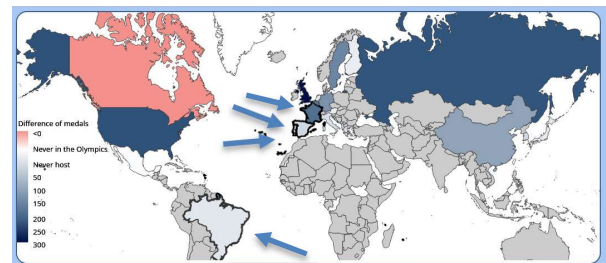 Difference of medals
<0
Never in the Olympics
Never host
50
100
150
200
250
300